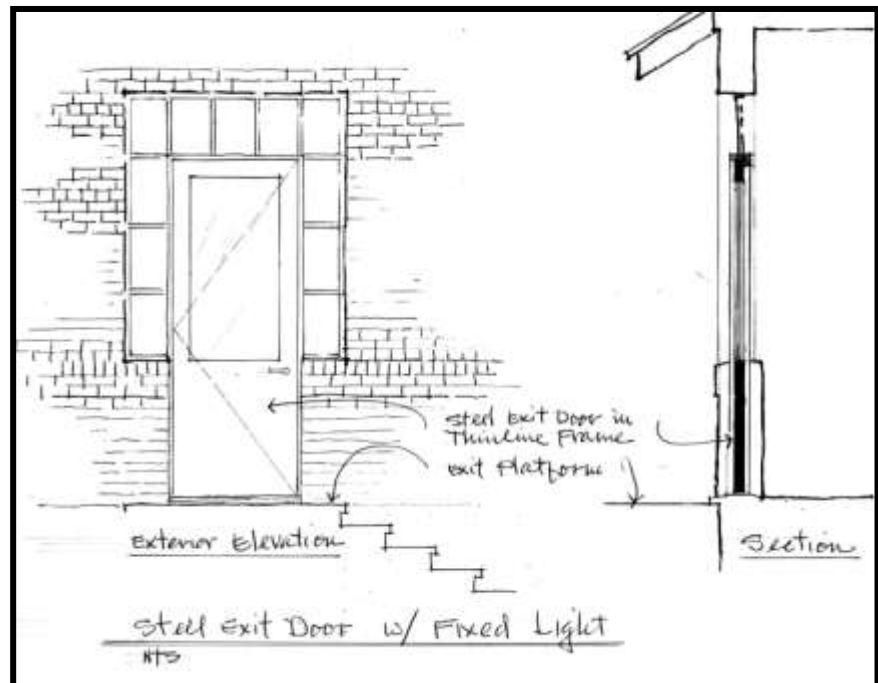 Steel Exit Door in
Thinline Frame
Exit Platform
Exterior Elevation
Section
Steel Exit Door w/ Fixed Light
NTS